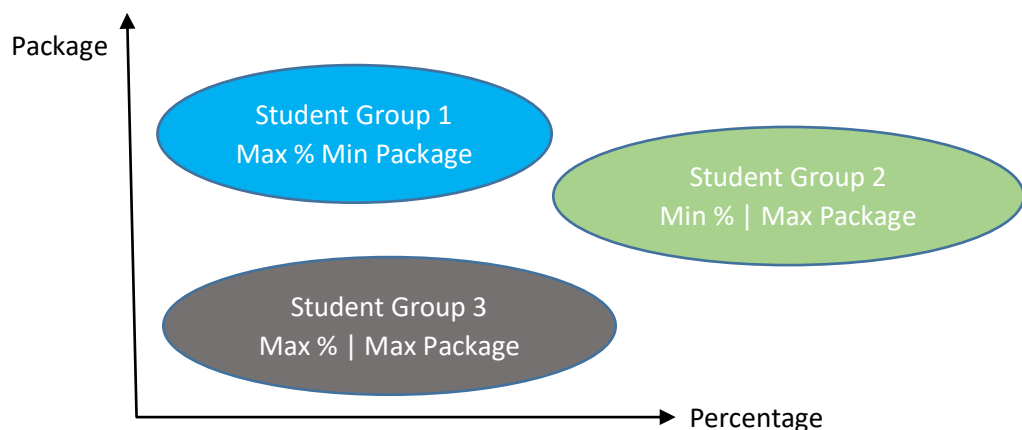 Package
Student Group 1
Max % Min Package
Student Group 2
Min % | Max Package
Student Group 3
Max % | Max Package
Percentage